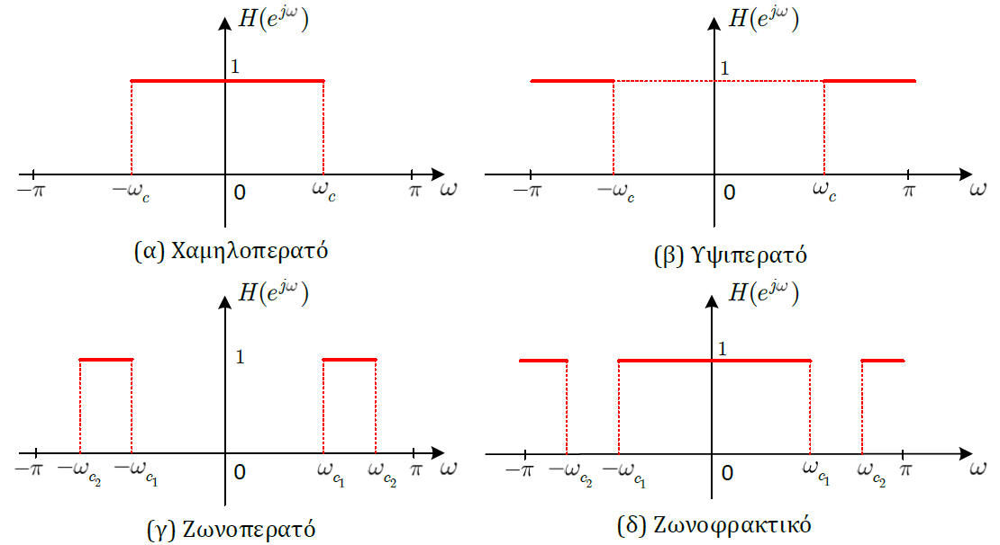 H(e^{jω}) H(e^{jω})
1 1
−π −ω_c 0 ω_c π ω −π −ω_c 0 ω_c π ω
(α) Χαμηλοπερατό (β) Υψιπερατό
H(e^{jω}) H(e^{jω})
1 1
−π −ω_{c_2} −ω_{c_1} 0 ω_{c_1} ω_{c_2} π ω −π −ω_{c_2} −ω_{c_1} 0 ω_{c_1} ω_{c_2} π ω
(γ) Ζωνοπερατό (δ) Ζωνοφρακτικό